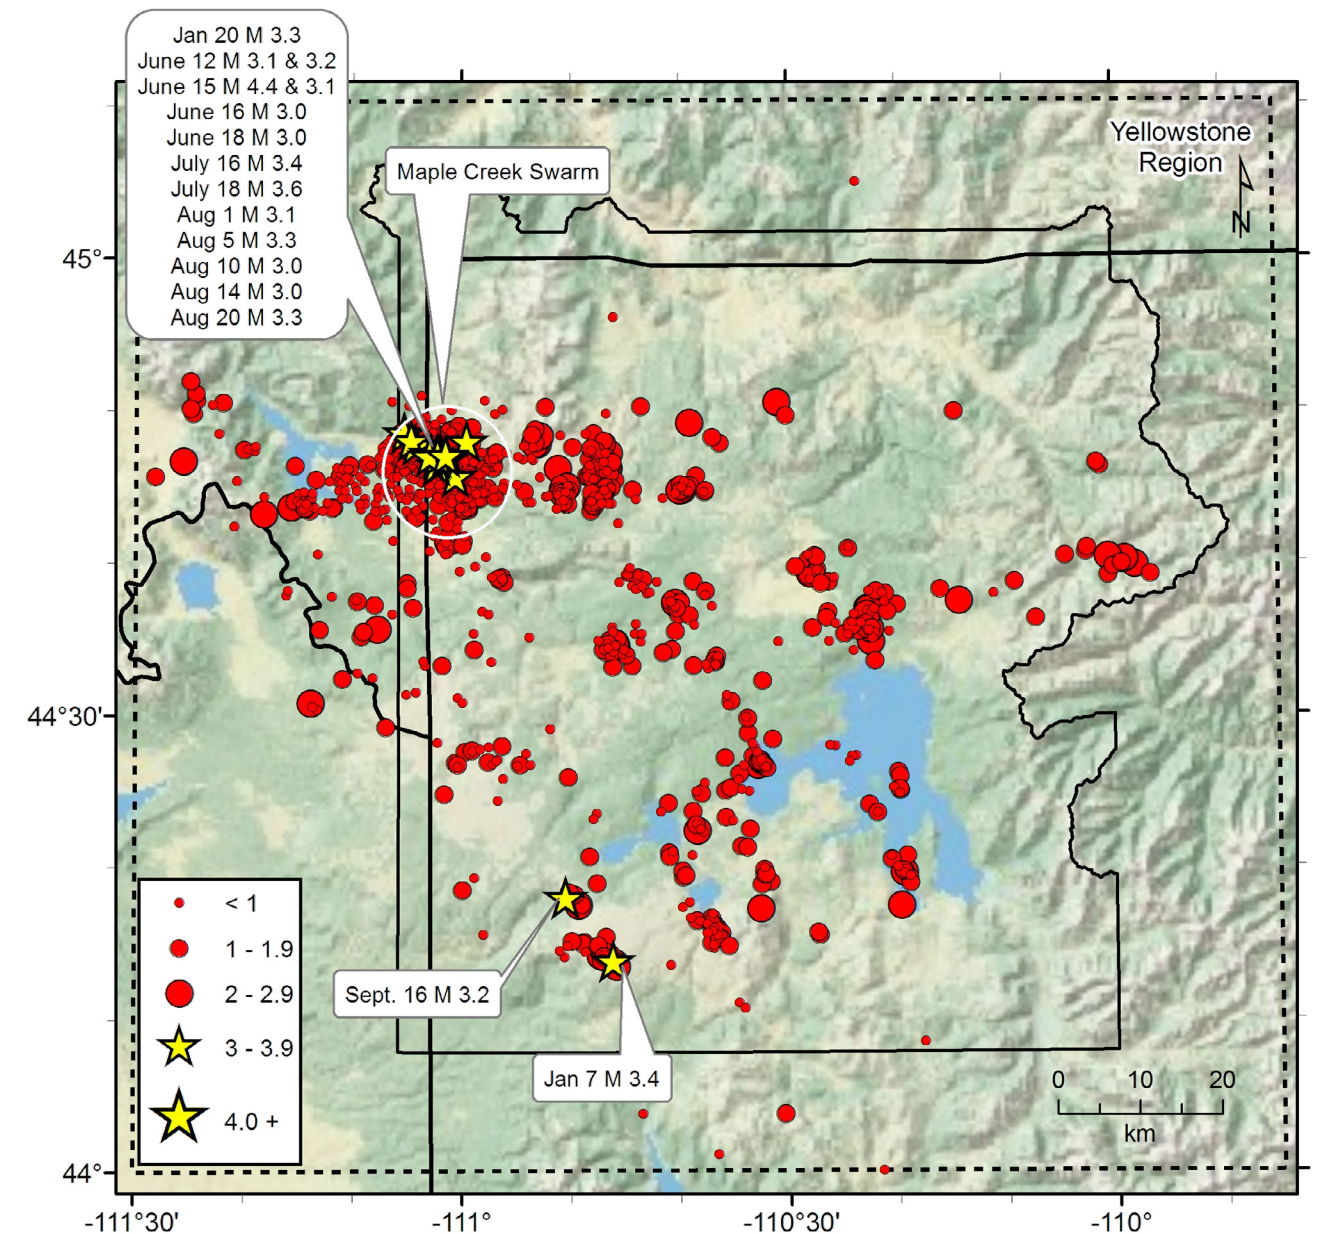 Jan 20 M 3.3
June 12 M 3.1 & 3.2
June 15 M 4.4 & 3.1
June 16 M 3.0
June 18 M 3.0
July 16 M 3.4
July 18 M 3.6
Aug 1 M 3.1
Aug 5 M 3.3
Aug 10 M 3.0
Aug 14 M 3.0
Aug 20 M 3.3
Maple Creek Swarm
Yellowstone
Region
N
45°
44°30'
44°
< 1
1 - 1.9
2 - 2.9
3 - 3.9
4.0 +
Sept. 16 M 3.2
Jan 7 M 3.4
0 10 20
km
-111°30' -111° -110°30' -110°